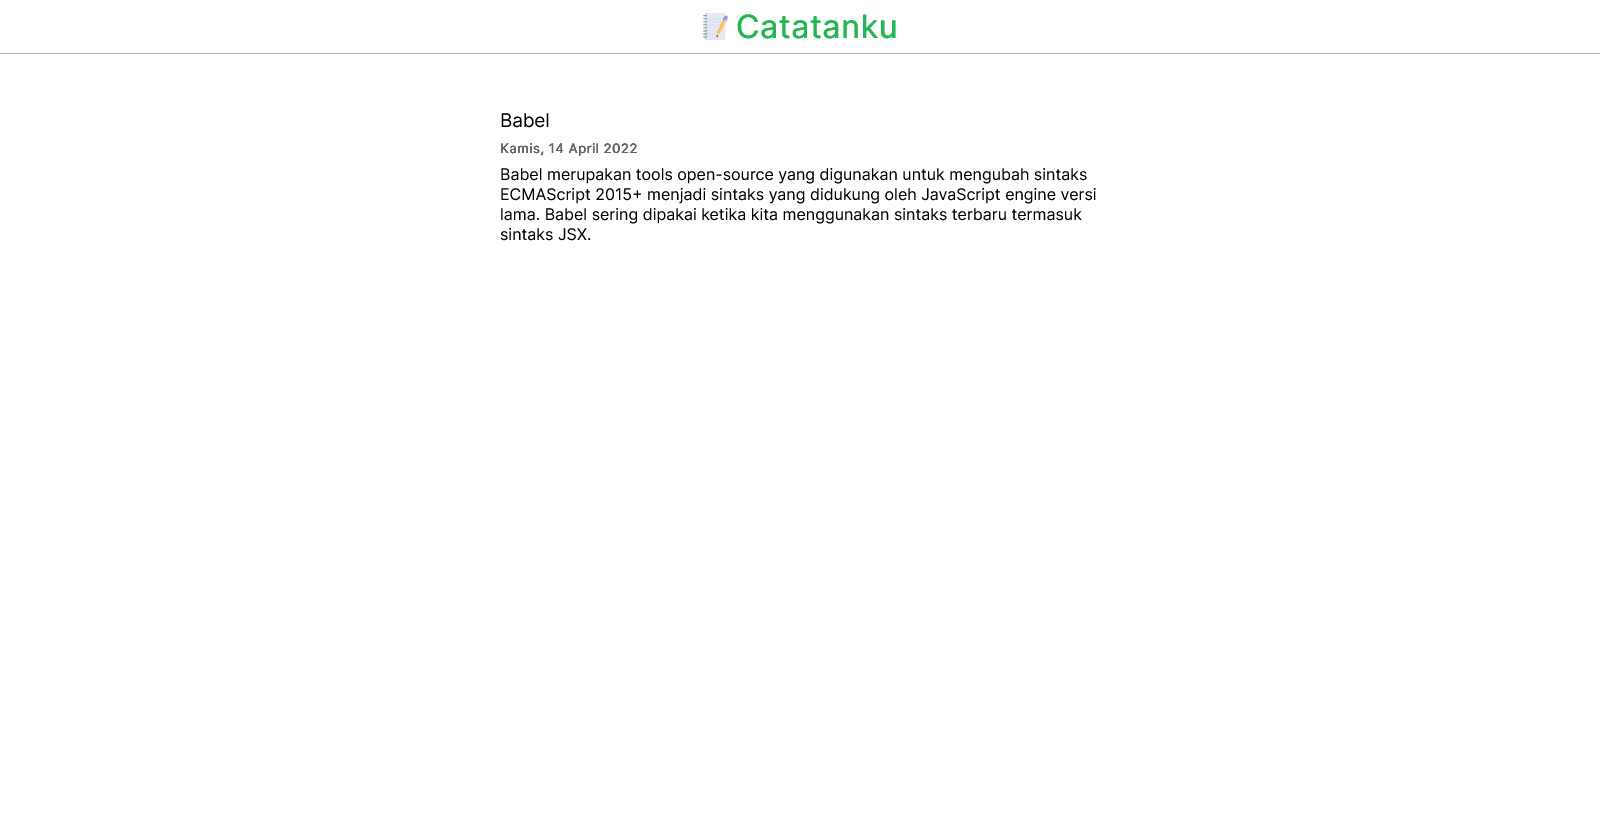 📝 Catatanku
Babel
Kamis, 14 April 2022
Babel merupakan tools open-source yang digunakan untuk mengubah sintaks
ECMAScript 2015+ menjadi sintaks yang didukung oleh JavaScript engine versi
lama. Babel sering dipakai ketika kita menggunakan sintaks terbaru termasuk
sintaks JSX.